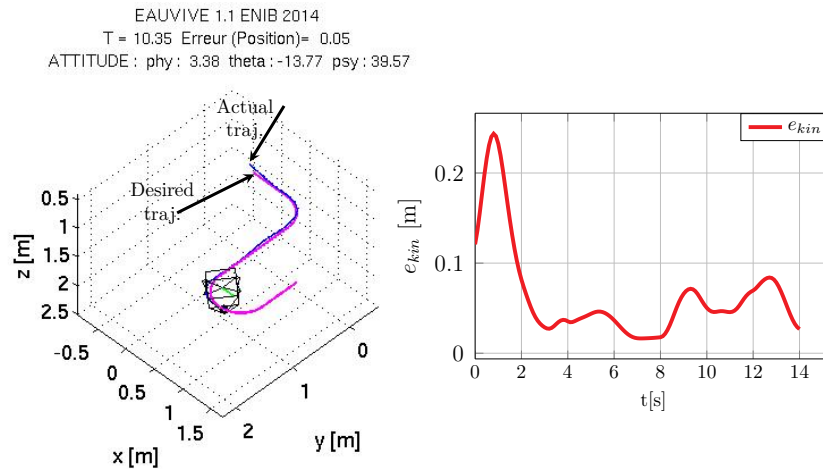 EAUVIVE 1.1 ENIB 2014
T = 10.35 Erreur (Position)= 0.05
ATTITUDE : phy : 3.38 theta : -13.77 psy : 39.57
Actual
traj.
Desired
traj.
0.5
1
1.5
2
2.5
z [m]
-0.5
0
0.5
1
1.5
x [m]
2
1
0
y [m]
e_kin
0.2
0.1
0
e_kin [m]
0 2 4 6 8 10 12 14
t[s]